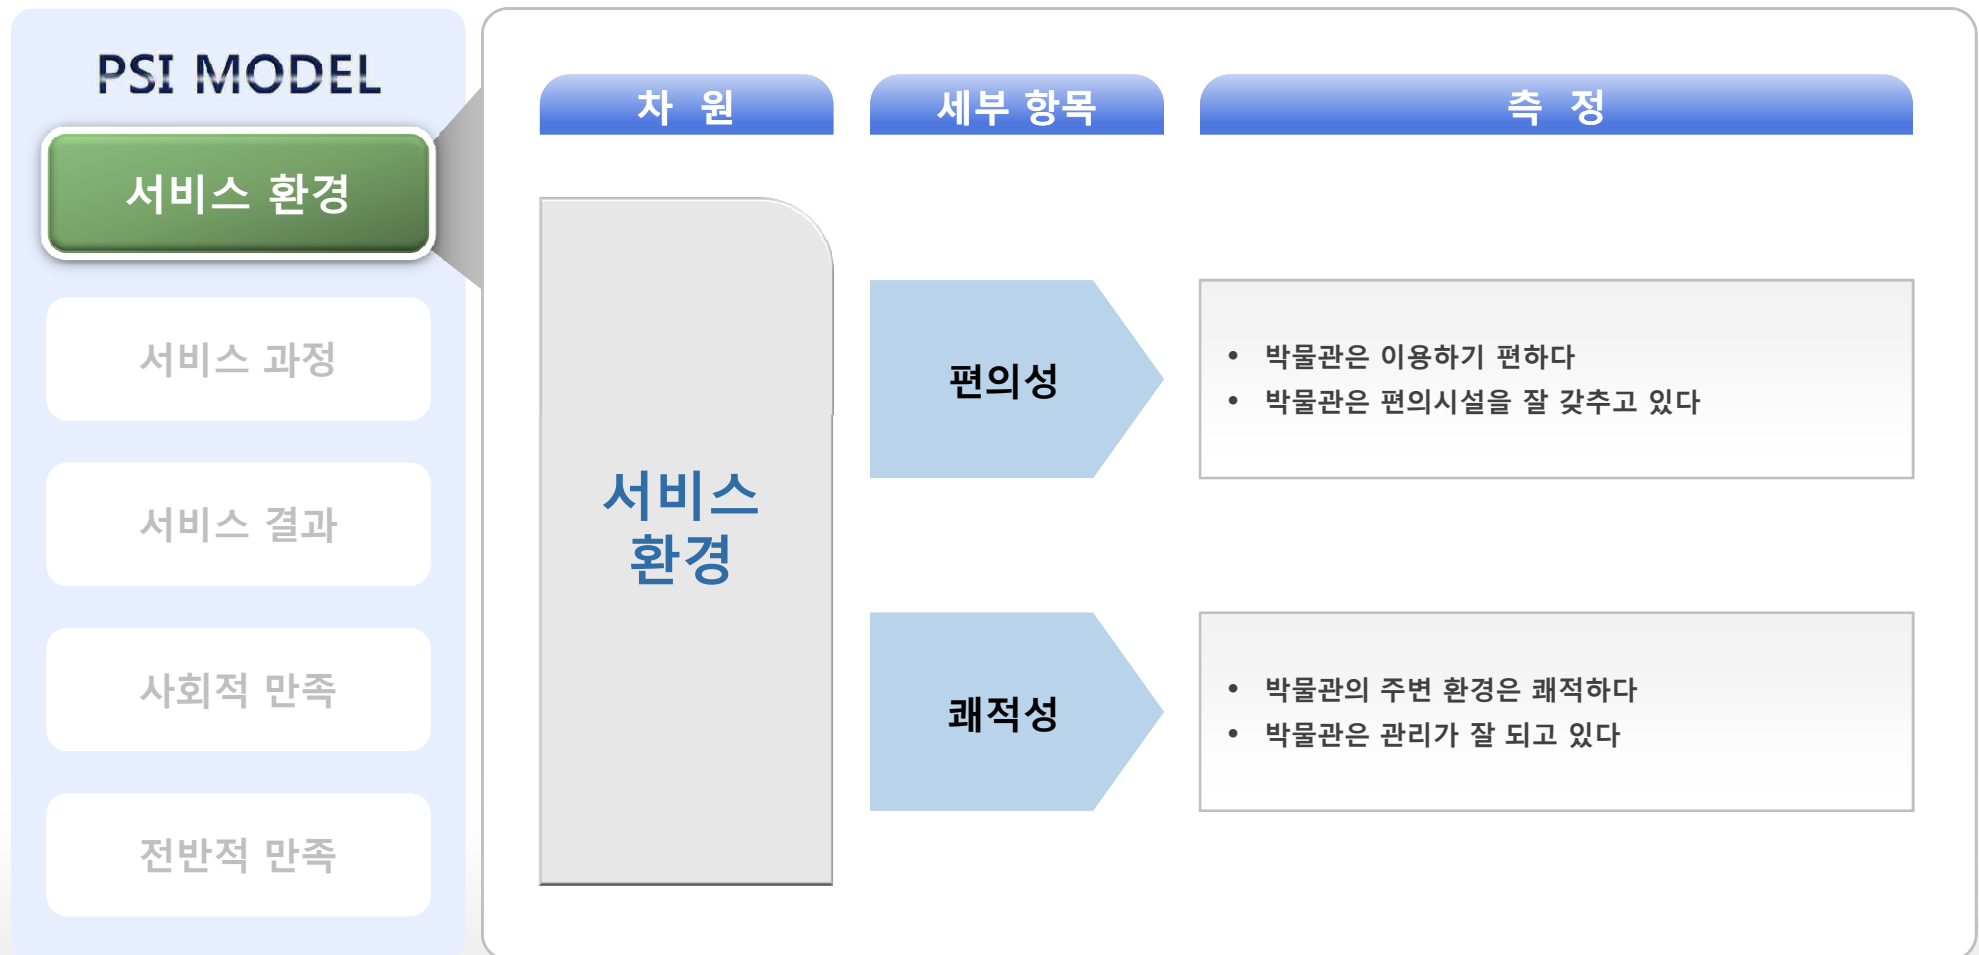 PSI MODEL
서비스 환경
서비스 과정
서비스 결과
사회적 만족
전반적 만족
차 원
세부 항목
측 정
서비스
환경
편의성
• 박물관은 이용하기 편하다
• 박물관은 편의시설을 잘 갖추고 있다
쾌적성
• 박물관의 주변 환경은 쾌적하다
• 박물관은 관리가 잘 되고 있다